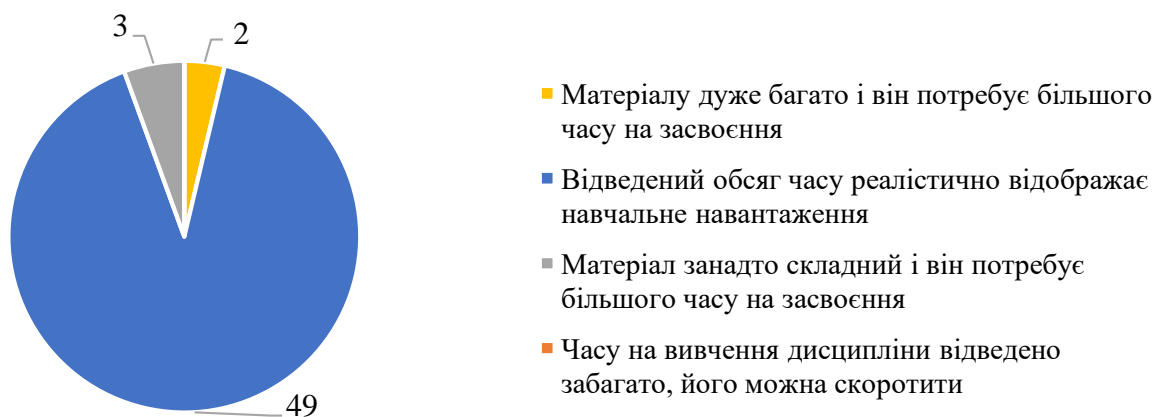 3
2
49
Матеріалу дуже багато і він потребує більшого
часу на засвоєння
Відведений обсяг часу реалістично відображає
навчальне навантаження
Матеріал занадто складний і він потребує
більшого часу на засвоєння
Часу на вивчення дисципліни відведено
забагато, його можна скоротити